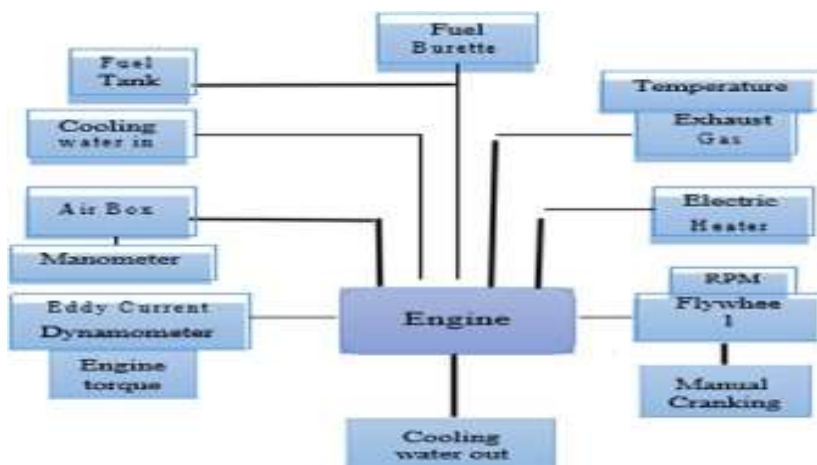 Fuel
Burette
Fuel
Tank
Temperature
Exhaust
Gas
Cooling
water in
Air Box
Manometer
Electric
Heater
RPM
Flywhee
l
Eddy Current
Dynamometer
Engine
Engine
torque
Manual
Cranking
Cooling
water out